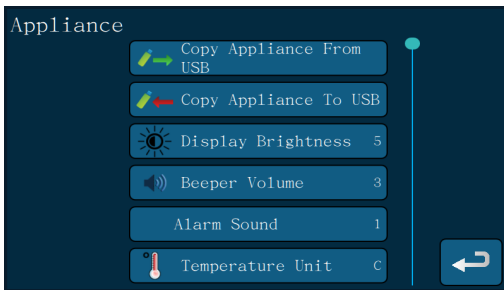 Appliance
Copy Appliance From
USB
Copy Appliance To USB
Display Brightness 5
Beeper Volume 3
Alarm Sound 1
Temperature Unit C